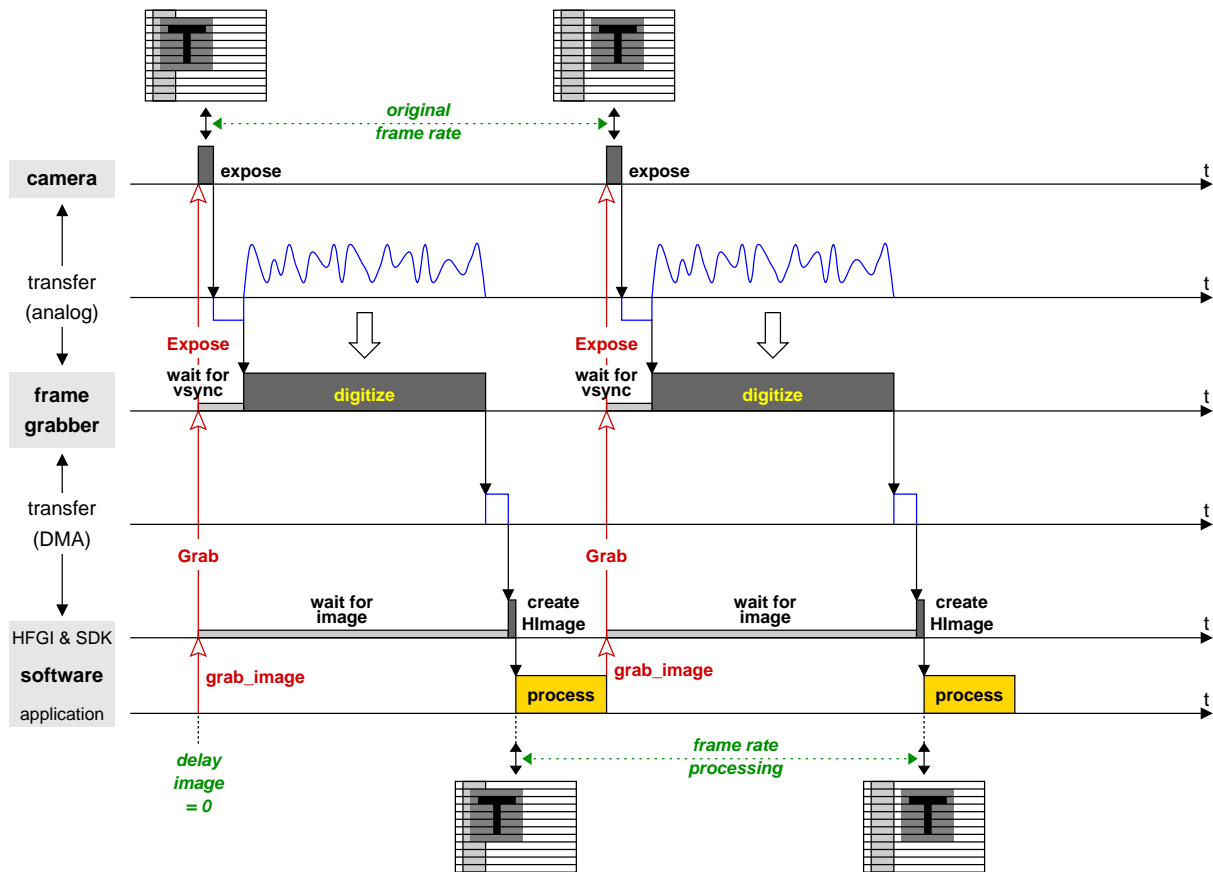 T
T
original
frame rate
expose
expose
camera
t
transfer
(analog)
t
Expose
Expose
wait for
vsync
wait for
vsync
frame
grabber
digitize
digitize
t
transfer
(DMA)
t
Grab
Grab
wait for
image
create
HImage
wait for
image
create
HImage
HFGI & SDK
t
software
grab_image
grab_image
process
process
application
t
delay
image
= 0
frame rate
processing
T
T